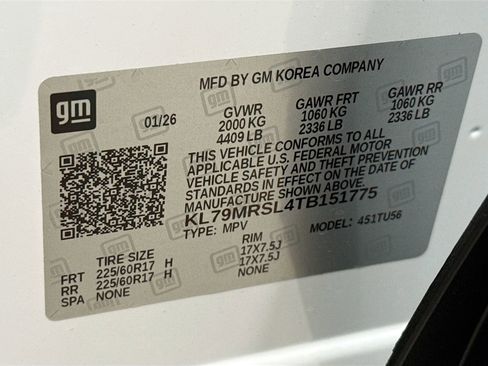 MFD BY GM KOREA COMPANY
gm
01/26
GVWR GAWR FRT GAWR RR
2000 KG 1060 KG 1060 KG
4409 LB 2336 LB 2336 LB
THIS VEHICLE CONFORMS TO ALL
APPLICABLE U.S. FEDERAL MOTOR
VEHICLE SAFETY AND THEFT PREVENTION
STANDARDS IN EFFECT ON THE DATE OF
MANUFACTURE SHOWN ABOVE.
KL79MRSL4TB151775
TYPE: MPV MODEL: 451TU56
TIRE SIZE RIM
FRT 225/60R17 H 17X7.5J
RR 225/60R17 H 17X7.5J
SPA NONE NONE